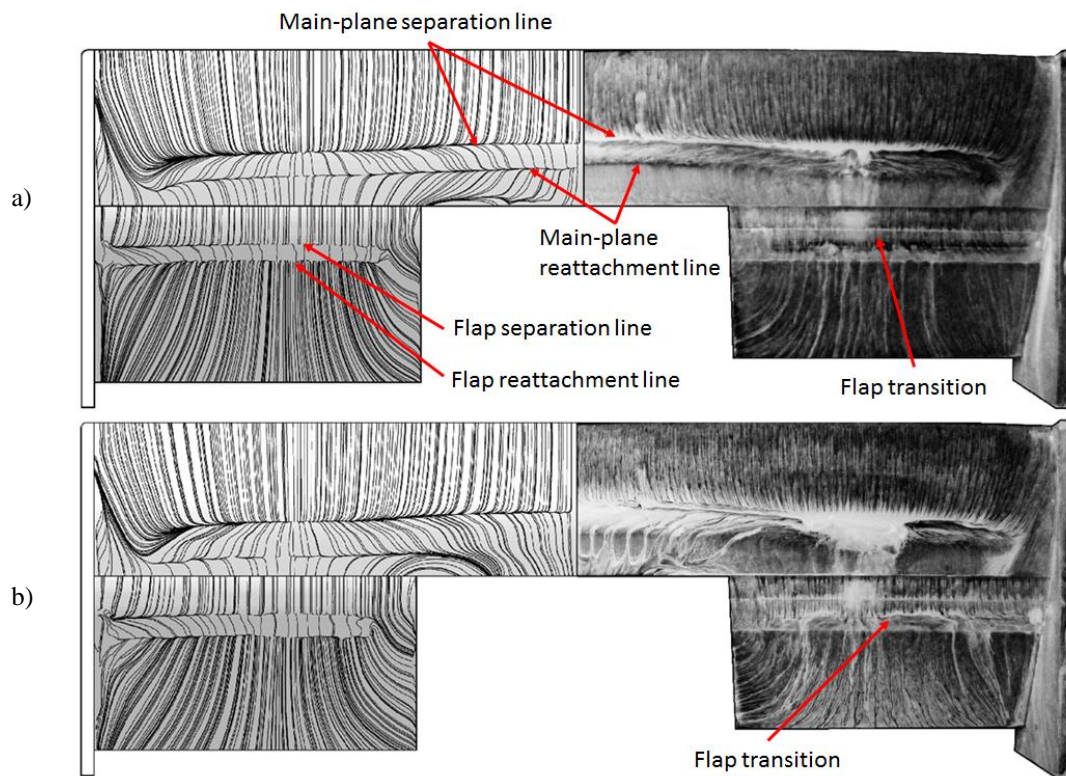 Main-plane separation line
a)
Main-plane
reattachment line
Flap separation line
Flap reattachment line
Flap transition
b)
Flap transition